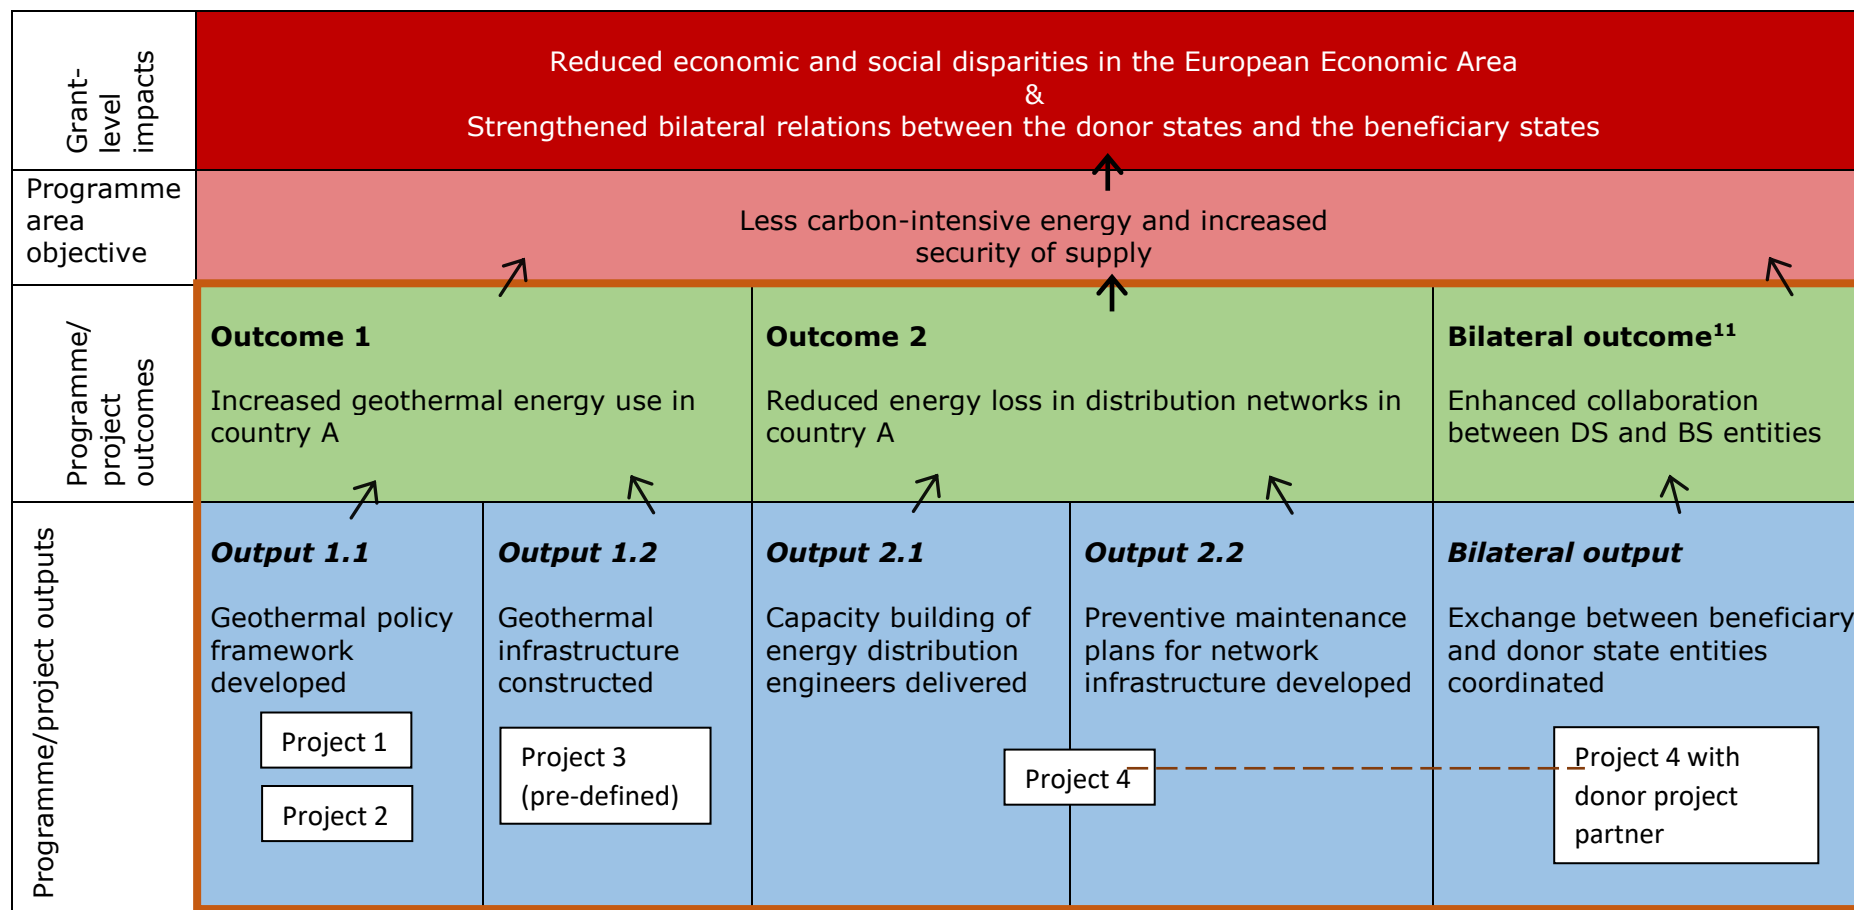 Grant-
level
impacts
Reduced economic and social disparities in the European Economic Area
&
Strengthened bilateral relations between the donor states and the beneficiary states
Programme
area
objective
Less carbon-intensive energy and increased
security of supply
Programme/
project
outcomes
Outcome 1
Increased geothermal energy use in
country A
Outcome 2
Reduced energy loss in distribution networks in
country A
Bilateral outcome¹¹
Enhanced collaboration
between DS and BS entities
Programme/project outputs
Output 1.1
Geothermal policy
framework
developed
Project 1
Project 2
Output 1.2
Geothermal
infrastructure
constructed
Project 3
(pre-defined)
Output 2.1
Capacity building of
energy distribution
engineers delivered
Output 2.2
Preventive maintenance
plans for network
infrastructure developed
Project 4
Bilateral output
Exchange between beneficiary
and donor state entities
coordinated
Project 4 with
donor project
partner